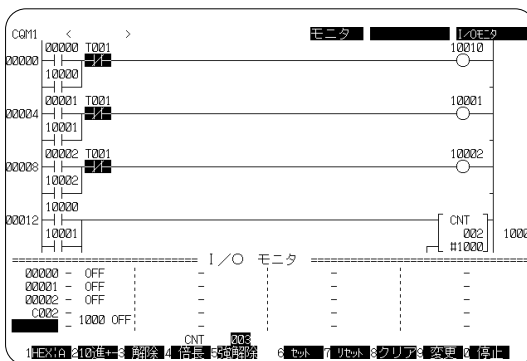 CQM1 < > モニタ I/Oモニタ
00000 T001 10010
00000
10000
00001 T001 10001
00004
10001
00002 T001 10002
00008
10002
10000
00012 CNT
10001 002 1000
#1000
I/O モニタ
00000 - OFF - - -
00001 - OFF - - -
00002 - OFF - - -
C002 - 1000 OFF - - -
CNT 003
1HEX:A 210進+- 3 解除 4 倍長 5強制解除 6 セット 7 リセット 8クリア 9 変更 0 停止